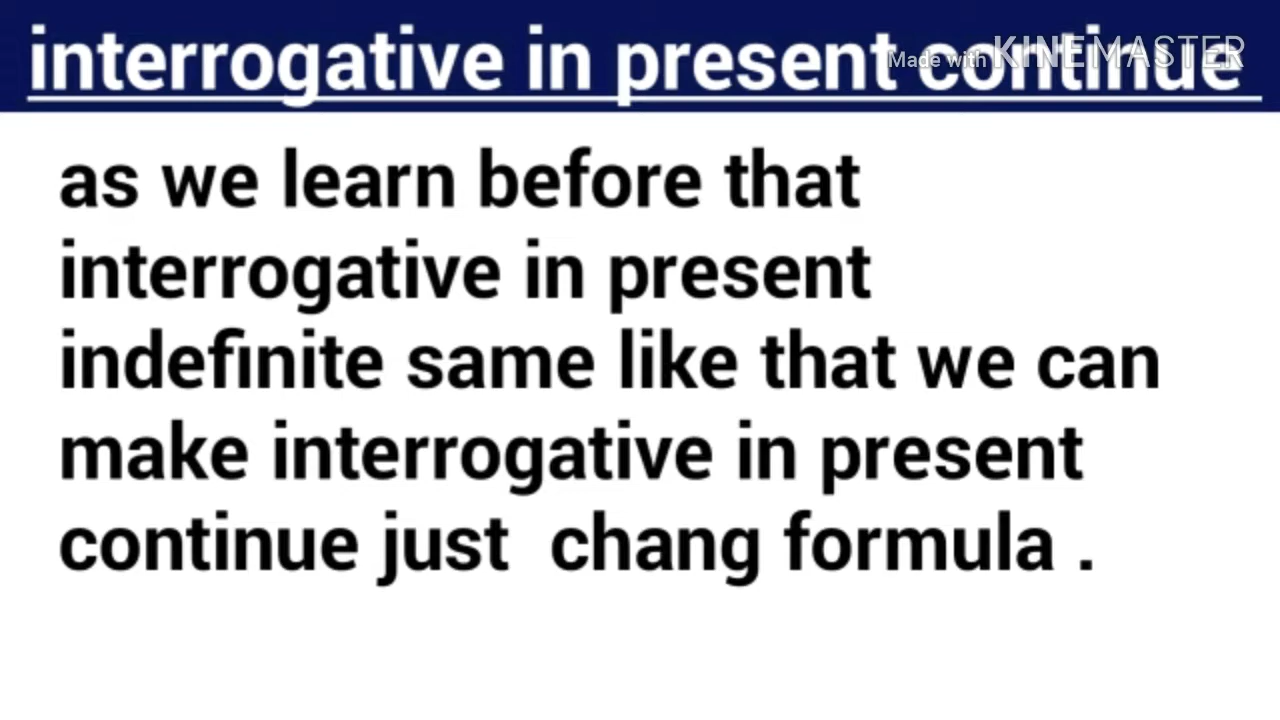 interrogative in present continue
Made with KINEMASTER
as we learn before that
interrogative in present
indefinite same like that we can
make interrogative in present
continue just chang formula .